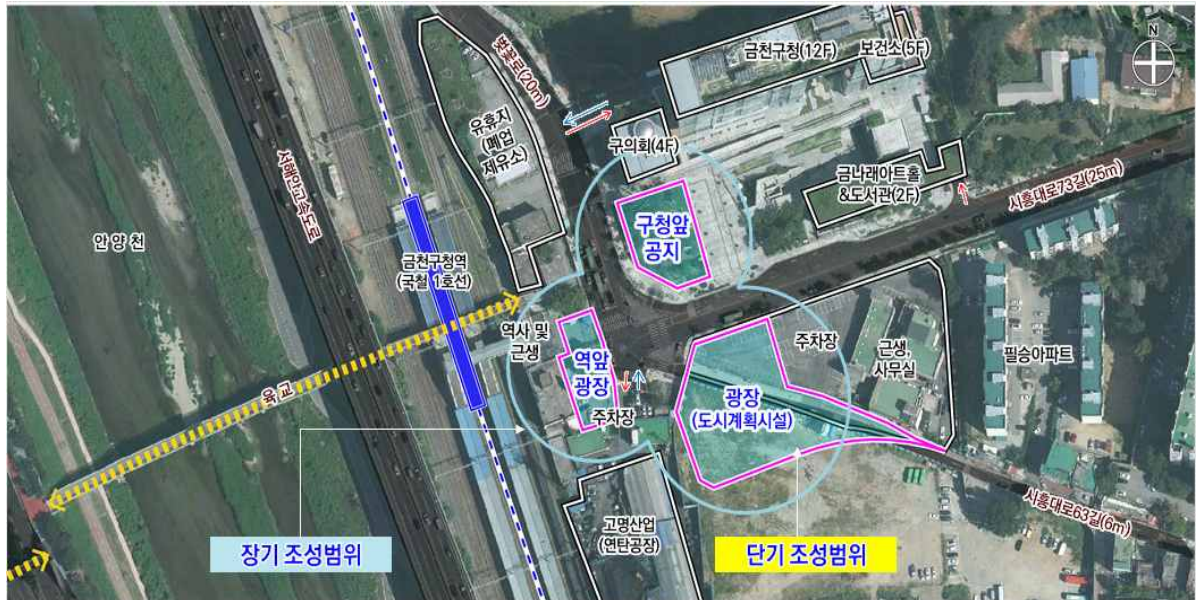 N
벚꽃로(20m)
금천구청(12F)
보건소(5F)
유휴지
(폐업
제유소)
구의회(4F)
금나래아트홀
&도서관(2F)
시흥대로73길(25m)
서해안고속도로
안양천
구청앞
공지
금천구청역
(국철 1호선)
역사 및
근생
역앞
광장
주차장
주차장
근생,
사무실
필승아파트
광장
(도시계획시설)
육교
고명산업
(연탄공장)
시흥대로63길(6m)
장기 조성범위
단기 조성범위